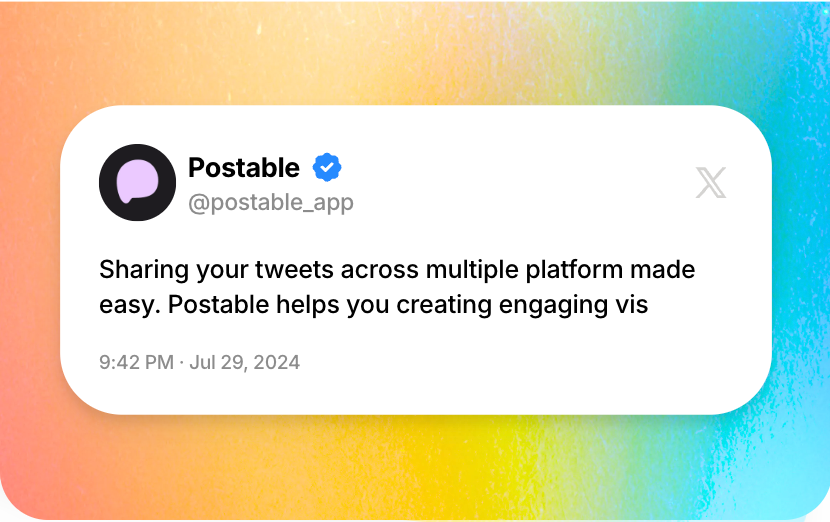 Postable
@postable_app
Sharing your tweets across multiple platform made
easy. Postable helps you creating engaging vis
9:42 PM · Jul 29, 2024